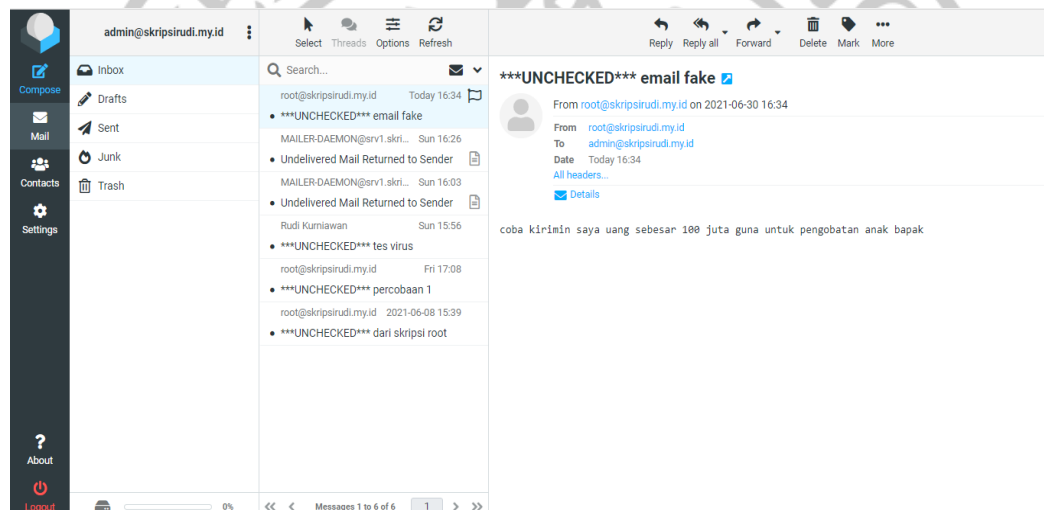 admin@skripsirudi.my.id
Select Threads Options Refresh
Reply Reply all Forward Delete Mark More
Compose
Mail
Contacts
Settings
About
Logout
Inbox
Drafts
Sent
Junk
Trash
0%
Search...
root@skripsirudi.my.id Today 16:34
• ***UNCHECKED*** email fake
MAILER-DAEMON@srv1.skri... Sun 16:26
• Undelivered Mail Returned to Sender
MAILER-DAEMON@srv1.skri... Sun 16:03
• Undelivered Mail Returned to Sender
Rudi Kurniawan Sun 15:56
• ***UNCHECKED*** tes virus
root@skripsirudi.my.id Fri 17:08
• ***UNCHECKED*** percobaan 1
root@skripsirudi.my.id 2021-06-08 15:39
• ***UNCHECKED*** dari skripsi root
Messages 1 to 6 of 6 1
***UNCHECKED*** email fake
From root@skripsirudi.my.id on 2021-06-30 16:34
From root@skripsirudi.my.id
To admin@skripsirudi.my.id
Date Today 16:34
All headers...
Details
coba kirimin saya uang sebesar 100 juta guna untuk pengobatan anak bapak